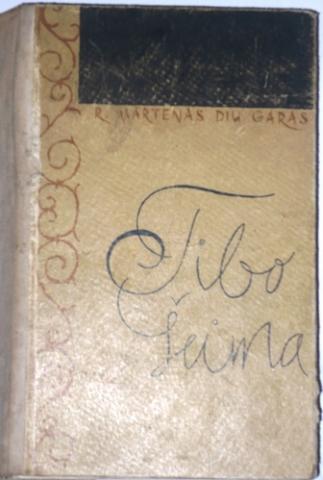 R. MARTENAS DIU GARAS
Tibo
Šeima